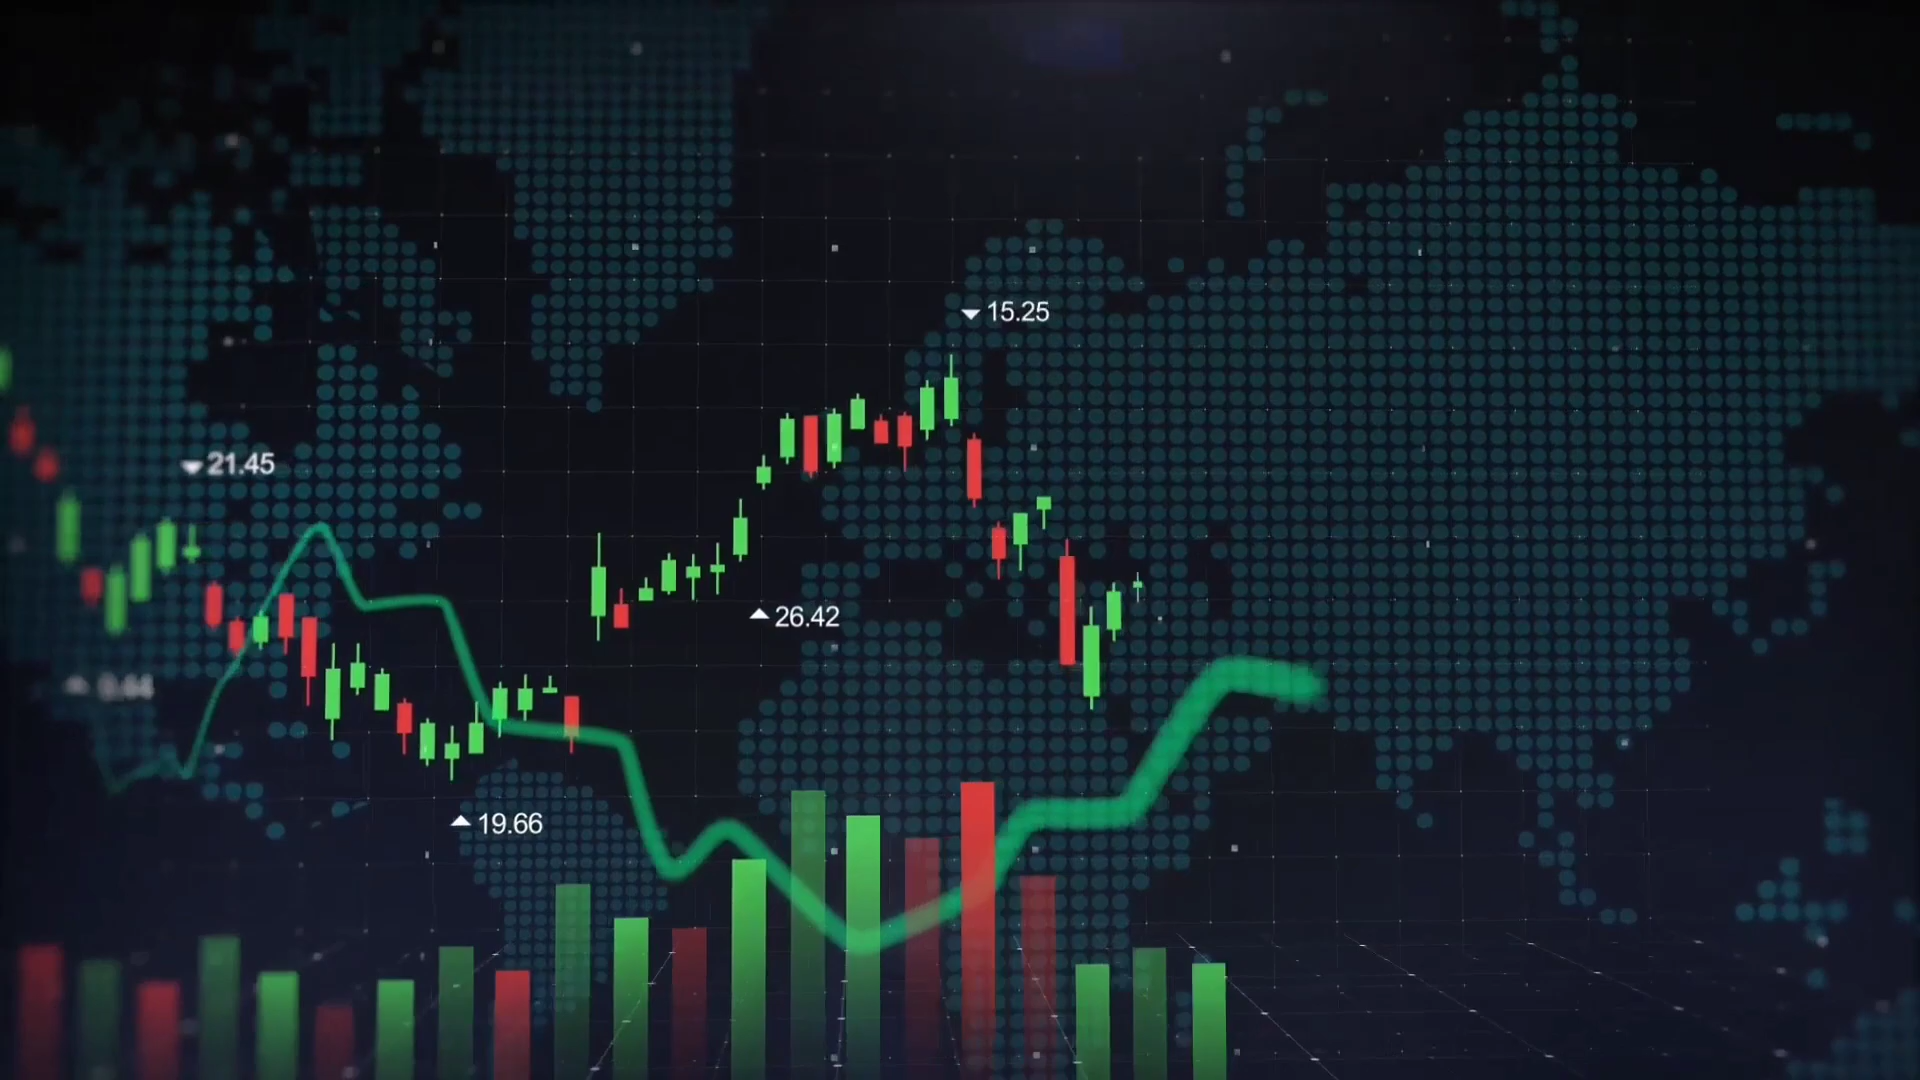 ▼ 15.25
▼ 21.45
▲ 26.42
▲ 19.66